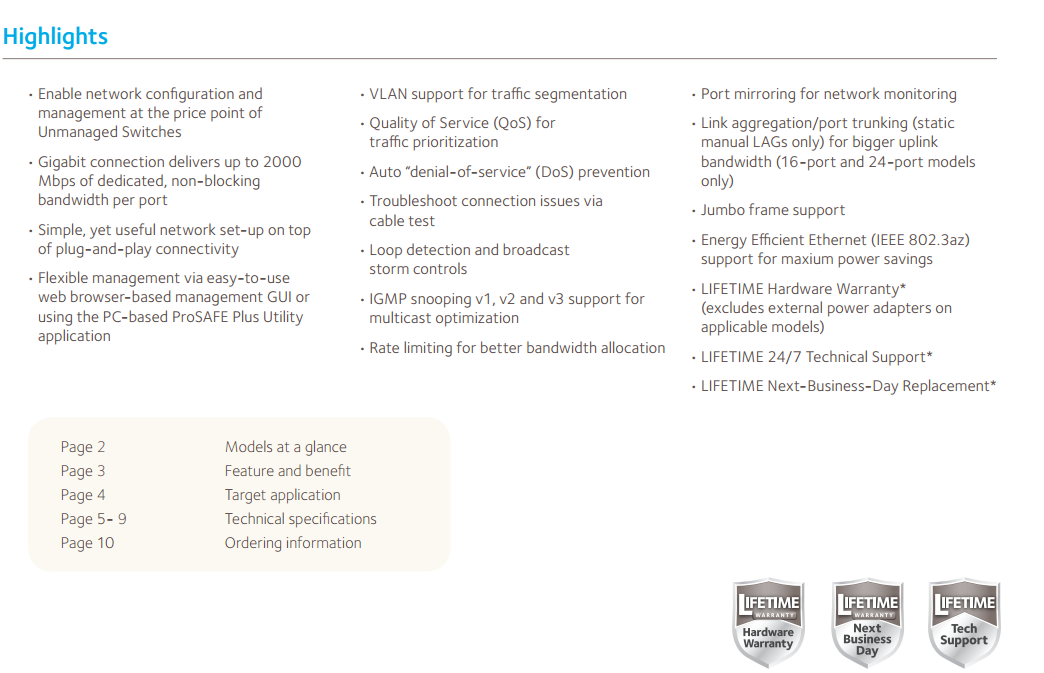 Highlights
• Enable network configuration and
management at the price point of
Unmanaged Switches
• Gigabit connection delivers up to 2000
Mbps of dedicated, non-blocking
bandwidth per port
• Simple, yet useful network set-up on top
of plug-and-play connectivity
• Flexible management via easy-to-use
web browser-based management GUI or
using the PC-based ProSAFE Plus Utility
application
• VLAN support for traffic segmentation
• Quality of Service (QoS) for
traffic prioritization
• Auto "denial-of-service" (DoS) prevention
• Troubleshoot connection issues via
cable test
• Loop detection and broadcast
storm controls
• IGMP snooping v1, v2 and v3 support for
multicast optimization
• Rate limiting for better bandwidth allocation
• Port mirroring for network monitoring
• Link aggregation/port trunking (static
manual LAGs only) for bigger uplink
bandwidth (16-port and 24-port models
only)
• Jumbo frame support
• Energy Efficient Ethernet (IEEE 802.3az)
support for maxium power savings
• LIFETIME Hardware Warranty*
(excludes external power adapters on
applicable models)
• LIFETIME 24/7 Technical Support*
• LIFETIME Next-Business-Day Replacement*
Page 2 Models at a glance
Page 3 Feature and benefit
Page 4 Target application
Page 5- 9 Technical specifications
Page 10 Ordering information
LIFETIME
WARRANTY
Hardware
Warranty
LIFETIME
WARRANTY
Next
Business
Day
LIFETIME
Tech
Support